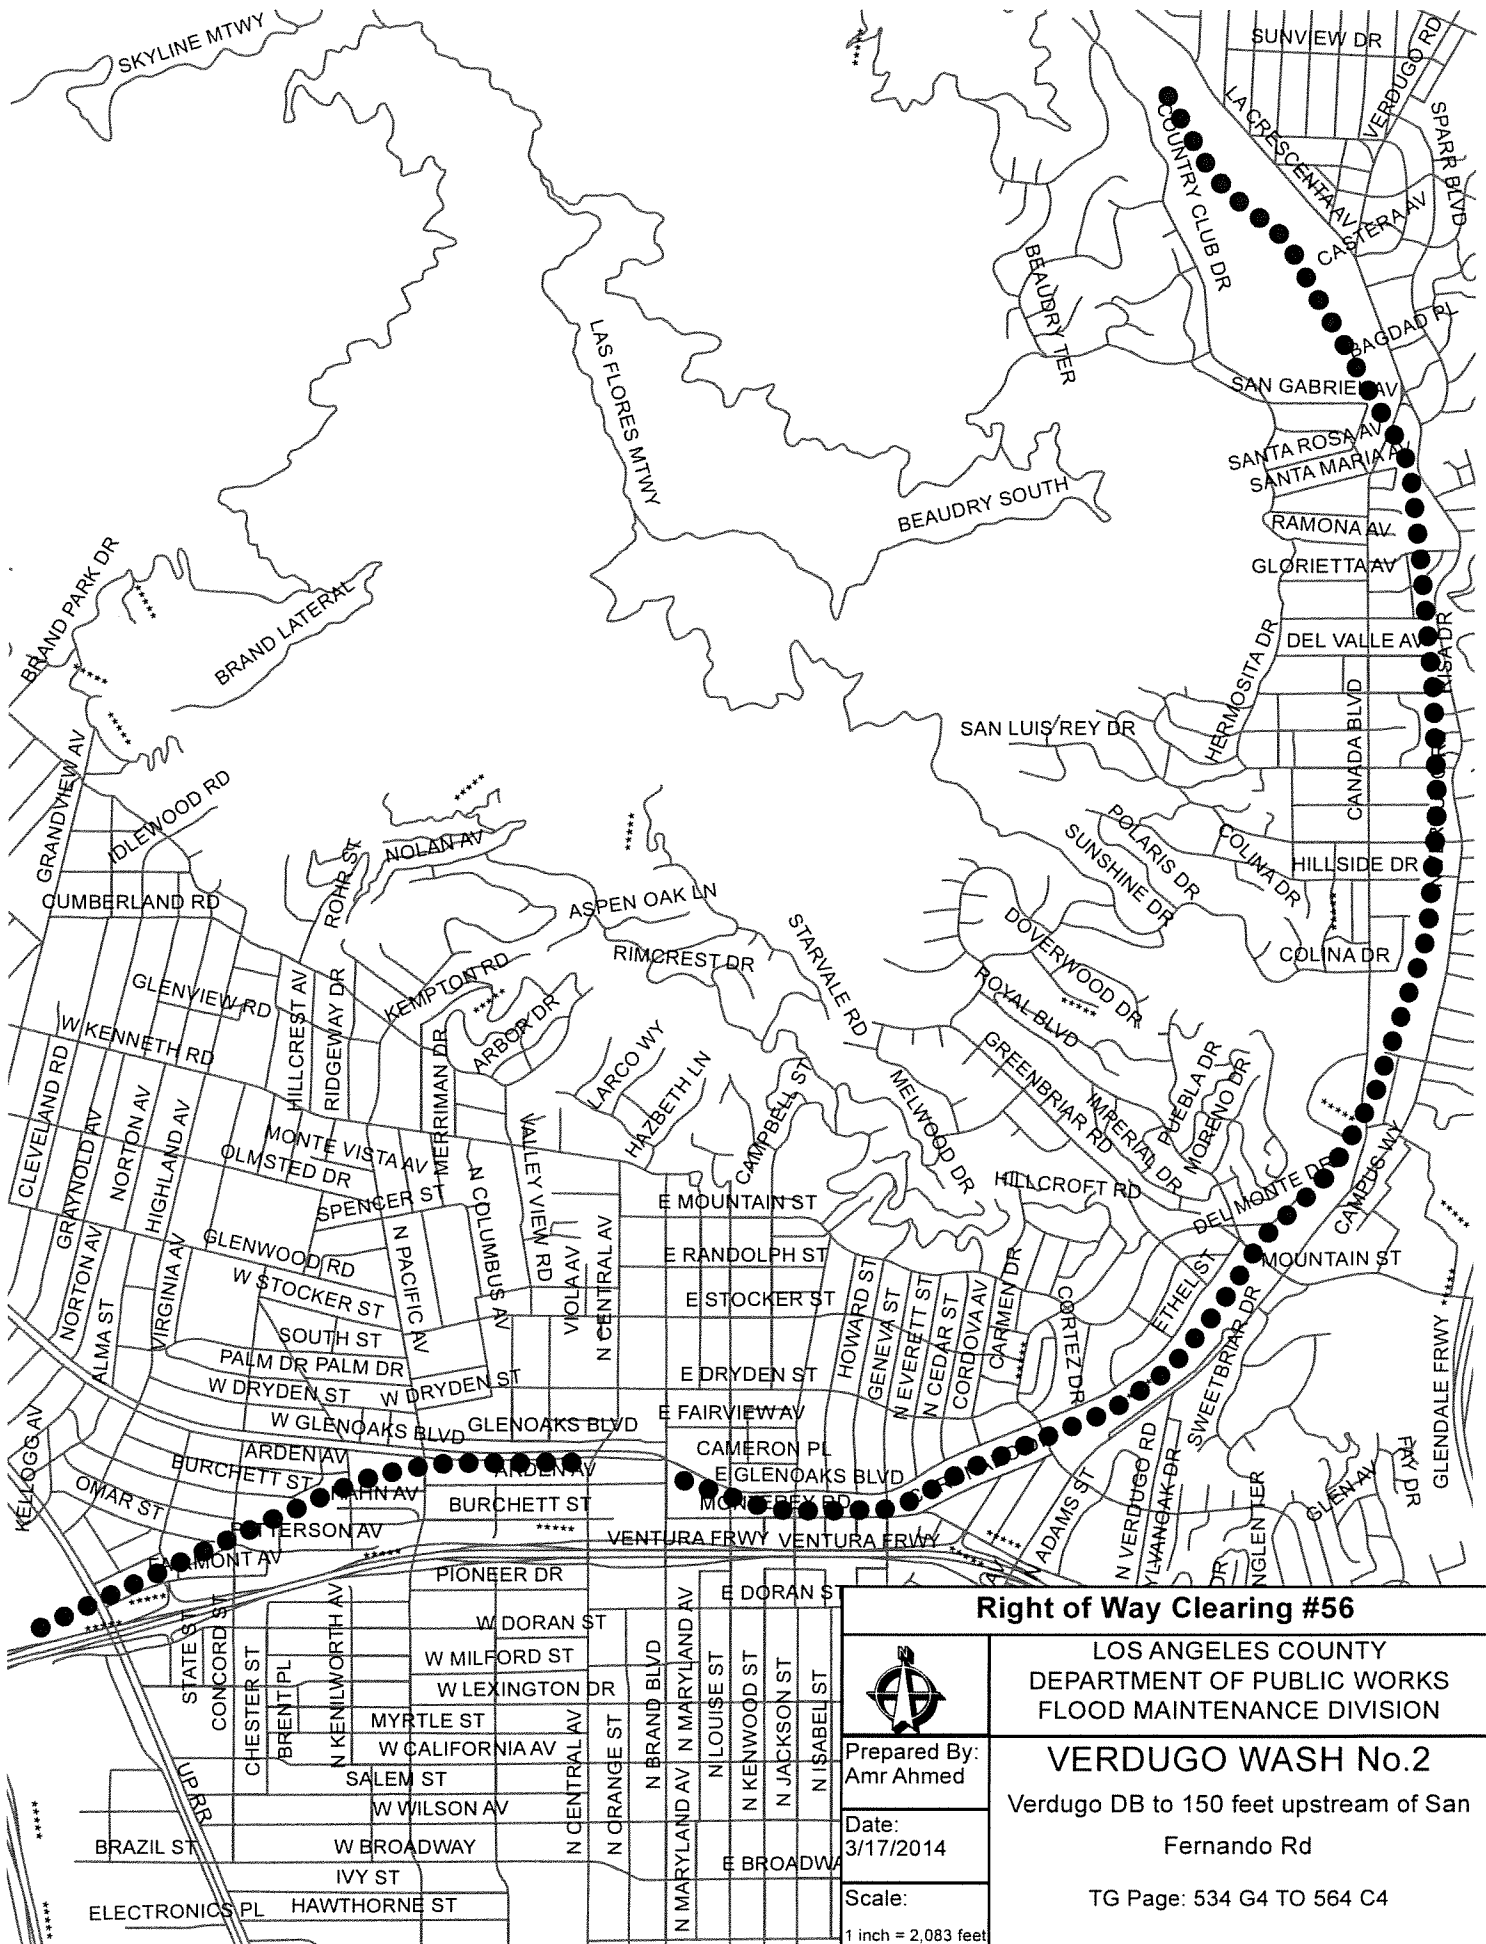 SKYLINE MTWY
SUNVIEW DR
VERDUGO RD
LA CRESCENTA AV
SPARR BLVD
COUNTRY CLUB DR
CASTERA AV
BEAUDRY TER
BAGDAD PL
LAS FLORES MTWY
SAN GABRIEL AV
SANTA ROSA AV
SANTA MARIA AV
BEAUDRY SOUTH
RAMONA AV
GLORIETTA AV
BRAND PARK DR
BRAND LATERAL
DEL VALLE AV
HERMOSITA DR
CANADA BLVD
SAN LUIS REY DR
GRANDVIEW AV
IDLEWOOD RD
NOLAN AV
ROHR ST
POLARIS DR
SUNSHINE DR
COLINA DR
HILLSIDE DR
CUMBERLAND RD
ASPEN OAK LN
STARVALE RD
DOVERWOOD DR
RIMCREST DR
COLINA DR
KEMPTON RD
GLENVIEW RD
HILLCREST AV
RIDGEWAY DR
ROYAL BLVD
ARBOR DR
W KENNETH RD
MERRIMAN DR
LARCO WY
HAZBETH LN
CAMPBELL ST
MELWOOD DR
GREENBRIAR RD
IMPERIAL DR
PUEBLA DR
MORENO DR
CLEVELAND RD
GRAYNOLD AV
NORTON AV
HIGHLAND AV
MONTE VISTA AV
OLMSTED DR
SPENCER ST
N COLUMBUS AV
VALLEY VIEW RD
E MOUNTAIN ST
HILLCROFT RD
DEL MONTE DR
CAMPUS WY
NORTON AV
VIRGINIA AV
GLENWOOD RD
N PACIFIC AV
VIOLA AV
N CENTRAL AV
E RANDOLPH ST
MOUNTAIN ST
ETHEL ST
W STOCKER ST
E STOCKER ST
HOWARD ST
GENEVA ST
N EVERETT ST
N CEDAR ST
CORDOVA AV
CARMEN DR
CORTEZ DR
SWEETBRIAR DR
GLENDALE FRWY
ALMA ST
SOUTH ST
PALM DR PALM DR
W DRYDEN ST
W DRYDEN ST
E DRYDEN ST
KELLOGG AV
W GLENOAKS BLVD
GLENOAKS BLVD
E FAIRVIEW AV
ARDEN AV
CAMERON PL
BURCHETT ST
ARDEN AV
E GLENOAKS BLVD
OMAR ST
HAHN AV
BURCHETT ST
MONTEREY RD
PATTERSON AV
VENTURA FRWY VENTURA FRWY
N VERDUGO RD
GLEN AV
FAY DR
FAIRMONT AV
PIONEER DR
E DORAN ST
STATE ST
CONCORD ST
CHESTER ST
BRENT PL
N KENILWORTH AV
W DORAN ST
W MILFORD ST
W LEXINGTON DR
MYRTLE ST
W CALIFORNIA AV
SALEM ST
W WILSON AV
UP RR
BRAZIL ST
W BROADWAY
IVY ST
HAWTHORNE ST
ELECTRONICS PL
N CENTRAL AV
N ORANGE ST
N BRAND BLVD
N MARYLAND AV
N MARYLAND AV
N LOUISE ST
N KENWOOD ST
N JACKSON ST
N ISABEL ST
E BROADWA
Right of Way Clearing #56
LOS ANGELES COUNTY
DEPARTMENT OF PUBLIC WORKS
FLOOD MAINTENANCE DIVISION
Prepared By:
Amr Ahmed
VERDUGO WASH No.2
Verdugo DB to 150 feet upstream of San
Fernando Rd
Date:
3/17/2014
Scale:
1 inch = 2,083 feet
TG Page: 534 G4 TO 564 C4